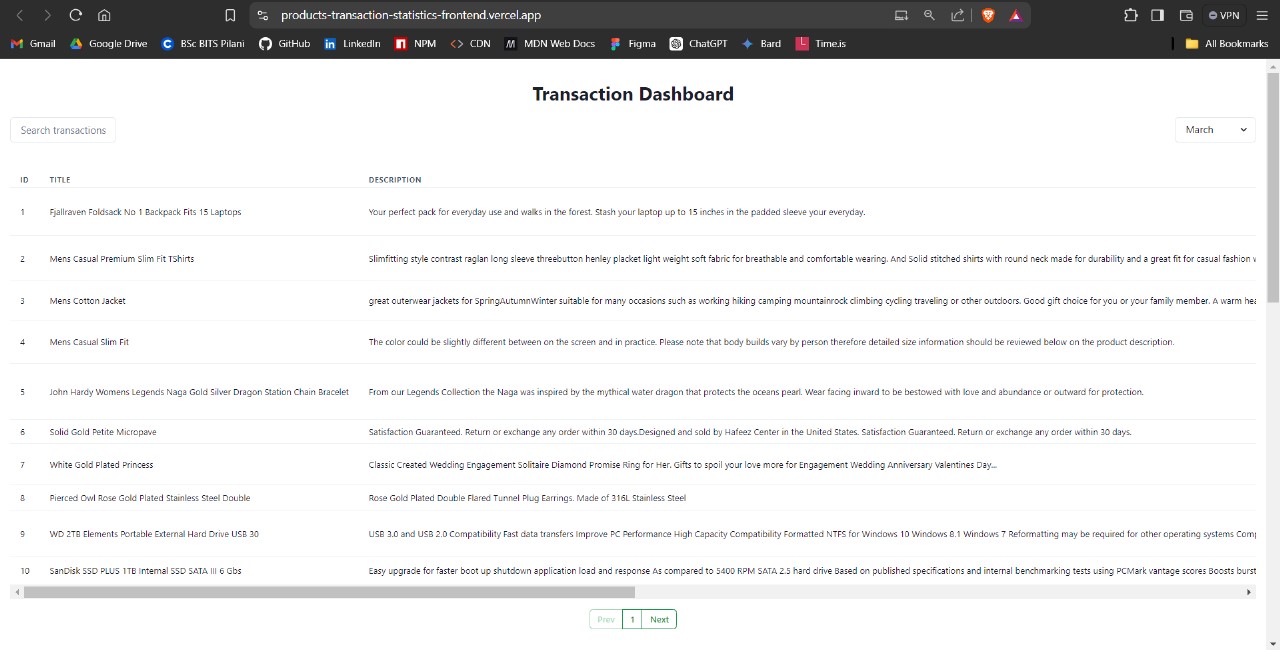 products-transaction-statistics-frontend.vercel.app
VPN
Gmail Google Drive BSc BITS Pilani GitHub LinkedIn NPM CDN MDN Web Docs Figma ChatGPT Bard Time.is All Bookmarks
Transaction Dashboard
Search transactions March
ID TITLE DESCRIPTION
1 Fjallraven Foldsack No 1 Backpack Fits 15 Laptops Your perfect pack for everyday use and walks in the forest. Stash your laptop up to 15 inches in the padded sleeve your everyday.
2 Mens Casual Premium Slim Fit TShirts Slimfitting style contrast raglan long sleeve threebutton henley placket light weight soft fabric for breathable and comfortable wearing. And Solid stitched shirts with round neck made for durability and a great fit for casual fashion w
3 Mens Cotton Jacket great outerwear jackets for SpringAutumnWinter suitable for many occasions such as working hiking camping mountainrock climbing cycling traveling or other outdoors. Good gift choice for you or your family member. A warm hea
4 Mens Casual Slim Fit The color could be slightly different between on the screen and in practice. Please note that body builds vary by person therefore detailed size information should be reviewed below on the product description.
5 John Hardy Womens Legends Naga Gold Silver Dragon Station Chain Bracelet From our Legends Collection the Naga was inspired by the mythical water dragon that protects the oceans pearl. Wear facing inward to be bestowed with love and abundance or outward for protection.
6 Solid Gold Petite Micropave Satisfaction Guaranteed. Return or exchange any order within 30 days.Designed and sold by Hafeez Center in the United States. Satisfaction Guaranteed. Return or exchange any order within 30 days.
7 White Gold Plated Princess Classic Created Wedding Engagement Solitaire Diamond Promise Ring for Her. Gifts to spoil your love more for Engagement Wedding Anniversary Valentines Day...
8 Pierced Owl Rose Gold Plated Stainless Steel Double Rose Gold Plated Double Flared Tunnel Plug Earrings. Made of 316L Stainless Steel
9 WD 2TB Elements Portable External Hard Drive USB 30 USB 3.0 and USB 2.0 Compatibility Fast data transfers Improve PC Performance High Capacity Compatibility Formatted NTFS for Windows 10 Windows 8.1 Windows 7 Reformatting may be required for other operating systems Comp
10 SanDisk SSD PLUS 1TB Internal SSD SATA III 6 Gbs Easy upgrade for faster boot up shutdown application load and response As compared to 5400 RPM SATA 2.5 hard drive Based on published specifications and internal benchmarking tests using PCMark vantage scores Boosts burst
Prev 1 Next